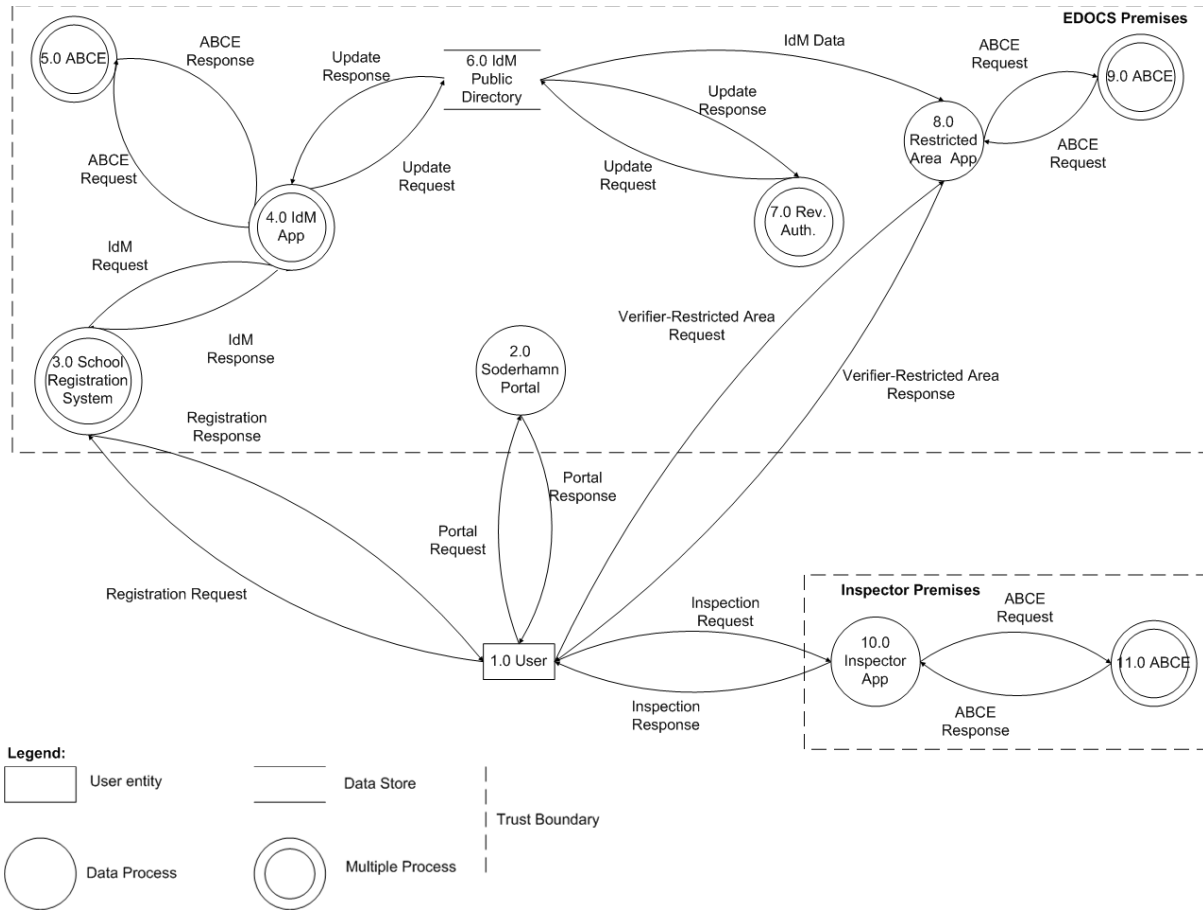 EDOCS Premises
5.0 ABCE
ABCE
Response
ABCE
Request
Update
Response
6.0 IdM
Public
Directory
Update
Request
IdM Data
Update
Response
Update
Request
ABCE
Request
9.0 ABCE
8.0
Restricted
Area App
ABCE
Request
4.0 IdM
App
7.0 Rev.
Auth.
IdM
Request
IdM
Response
3.0 School
Registration
System
Registration
Response
2.0
Soderhamn
Portal
Verifier-Restricted Area
Request
Verifier-Restricted Area
Response
Portal
Response
Portal
Request
Registration Request
1.0 User
Inspection
Request
Inspection
Response
Inspector Premises
10.0
Inspector
App
ABCE
Request
11.0 ABCE
ABCE
Response
Legend:
User entity
Data Store
Trust Boundary
Data Process
Multiple Process